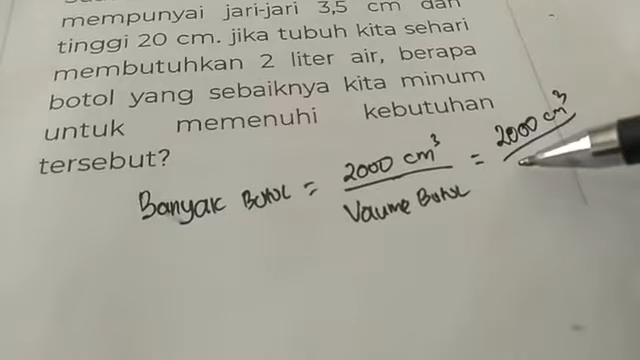 mempunyai jari-jari 3,5 cm dan
tinggi 20 cm. jika tubuh kita sehari
membutuhkan 2 liter air, berapa
botol yang sebaiknya kita minum
untuk memenuhi kebutuhan
tersebut?
Banyak Botol = 2000 cm³ = 2000 cm³
Volume Botol